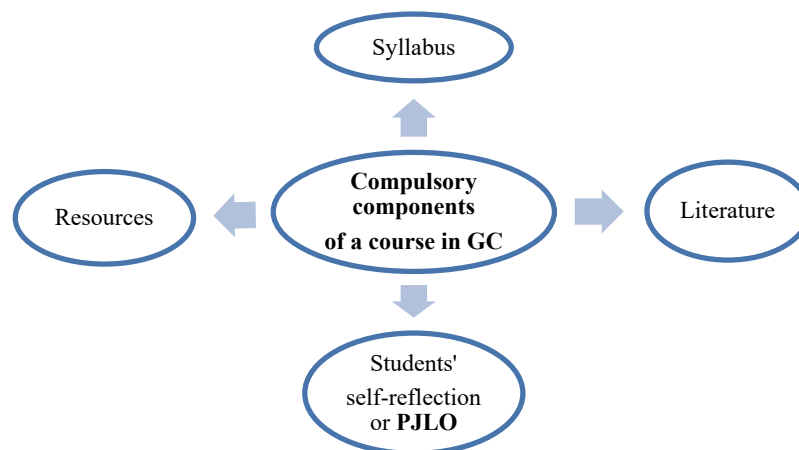 Syllabus
Compulsory
components
of a course in GC
Resources
Literature
Students'
self-reflection
or PJLO